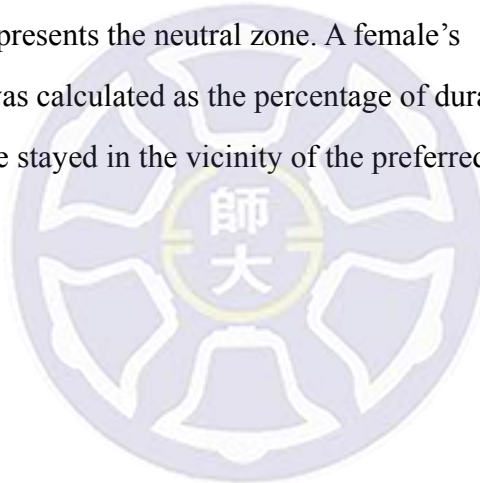 presents the neutral zone. A female's
was calculated as the percentage of dura
e stayed in the vicinity of the preferred
師
大